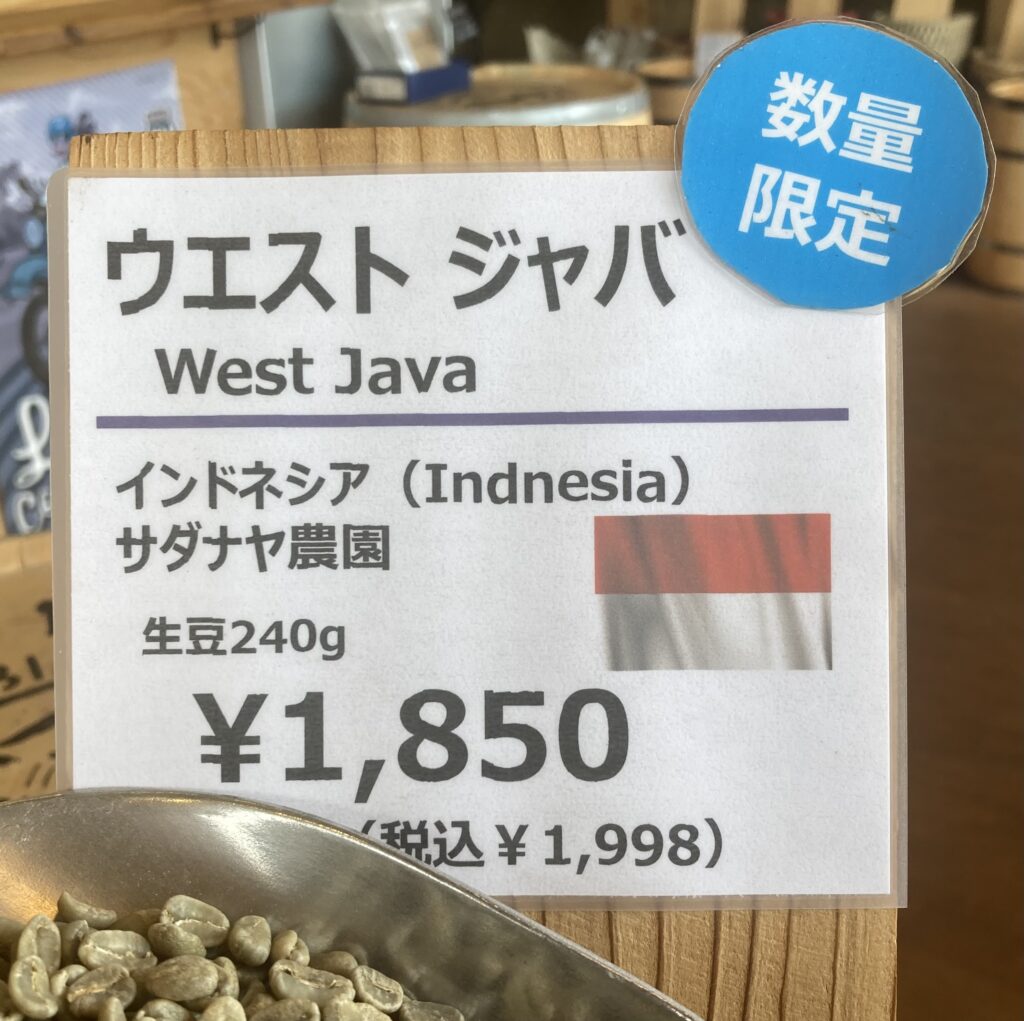 数量
限定
ウエスト ジャバ
West Java
インドネシア（Indnesia）
サダナヤ農園
生豆240g
¥1,850
（税込￥1,998）